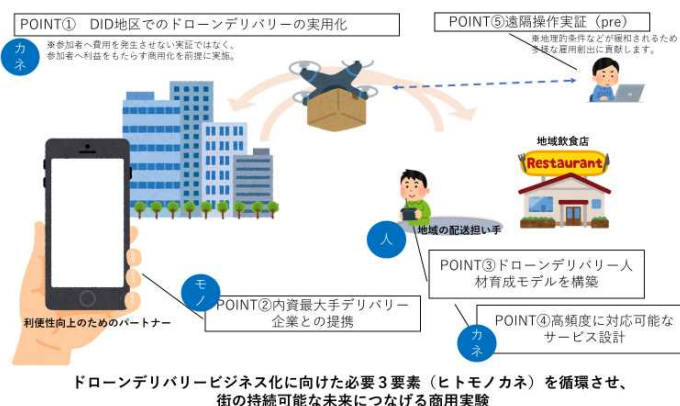 POINT① DID地区でのドローンデリバリーの実用化
カネ
※参加者へ費用を発生させない実証ではなく、
参加者へ利益をもたらす商用化を前提に実施。
POINT⑤遠隔操作実証（pre）
※地理的条件などが緩和されるため
多様な雇用創出に貢献します。
地域飲食店
Restaurant
人
地域の配送担い手
POINT③ドローンデリバリー人
材育成モデルを構築
モノ
POINT②内資最大手デリバリー
企業との提携
利便性向上のためのパートナー
カネ
POINT④高頻度に対応可能な
サービス設計
ドローンデリバリービジネス化に向けた必要３要素（ヒトモノカネ）を循環させ、
街の持続可能な未来につなげる商用実験